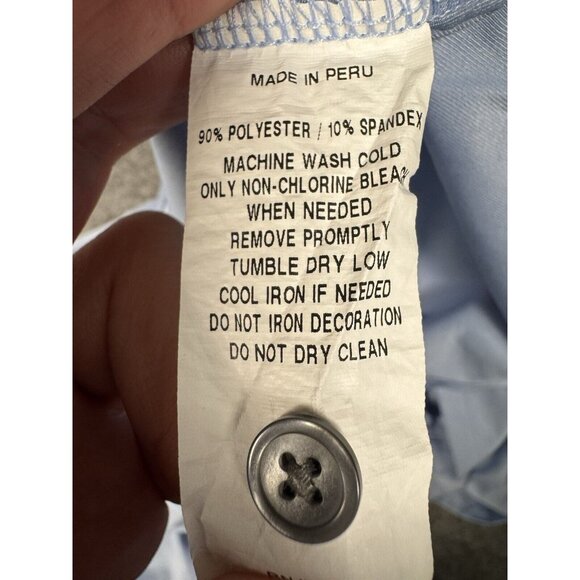 MADE IN PERU
90% POLYESTER / 10% SPANDEX
MACHINE WASH COLD
ONLY NON-CHLORINE BLEACH
WHEN NEEDED
REMOVE PROMPTLY
TUMBLE DRY LOW
COOL IRON IF NEEDED
DO NOT IRON DECORATION
DO NOT DRY CLEAN